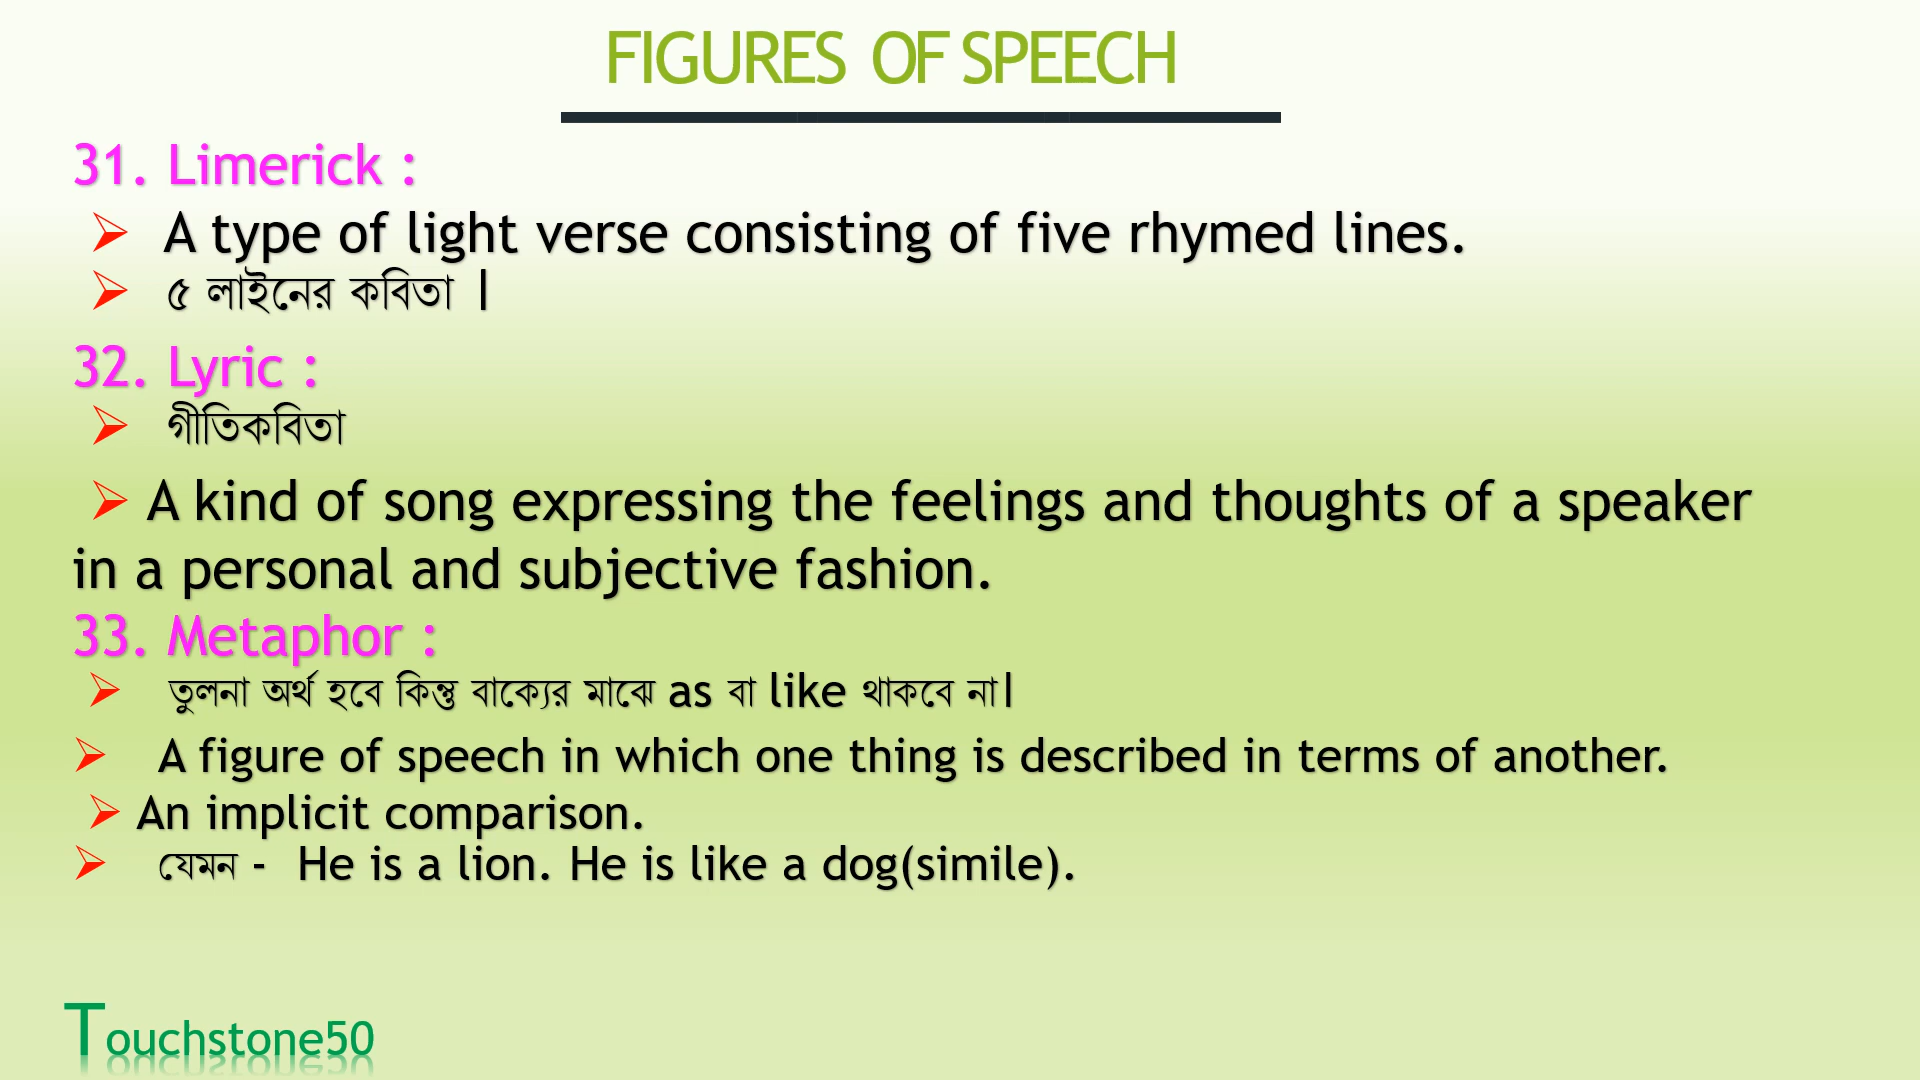 FIGURES OF SPEECH
31. Limerick :
➢ A type of light verse consisting of five rhymed lines.
➢ ৫ লাইনের কবিতা ।
32. Lyric :
➢ গীতিকবিতা
➢ A kind of song expressing the feelings and thoughts of a speaker
in a personal and subjective fashion.
33. Metaphor :
➢ তুলনা অর্থ হবে কিন্তু বাক্যের মাঝে as বা like থাকবে না।
➢ A figure of speech in which one thing is described in terms of another.
➢ An implicit comparison.
➢ যেমন - He is a lion. He is like a dog(simile).
Touchstone50